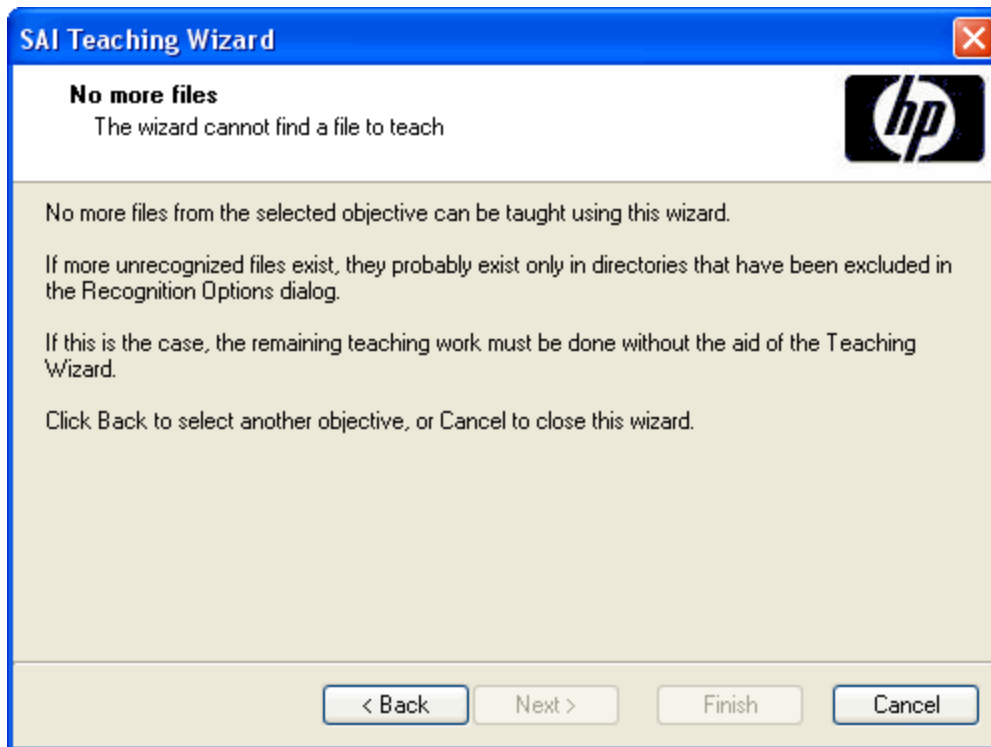 SAI Teaching Wizard
No more files
The wizard cannot find a file to teach
hp
No more files from the selected objective can be taught using this wizard.
If more unrecognized files exist, they probably exist only in directories that have been excluded in
the Recognition Options dialog.
If this is the case, the remaining teaching work must be done without the aid of the Teaching
Wizard.
Click Back to select another objective, or Cancel to close this wizard.
< Back
Next >
Finish
Cancel